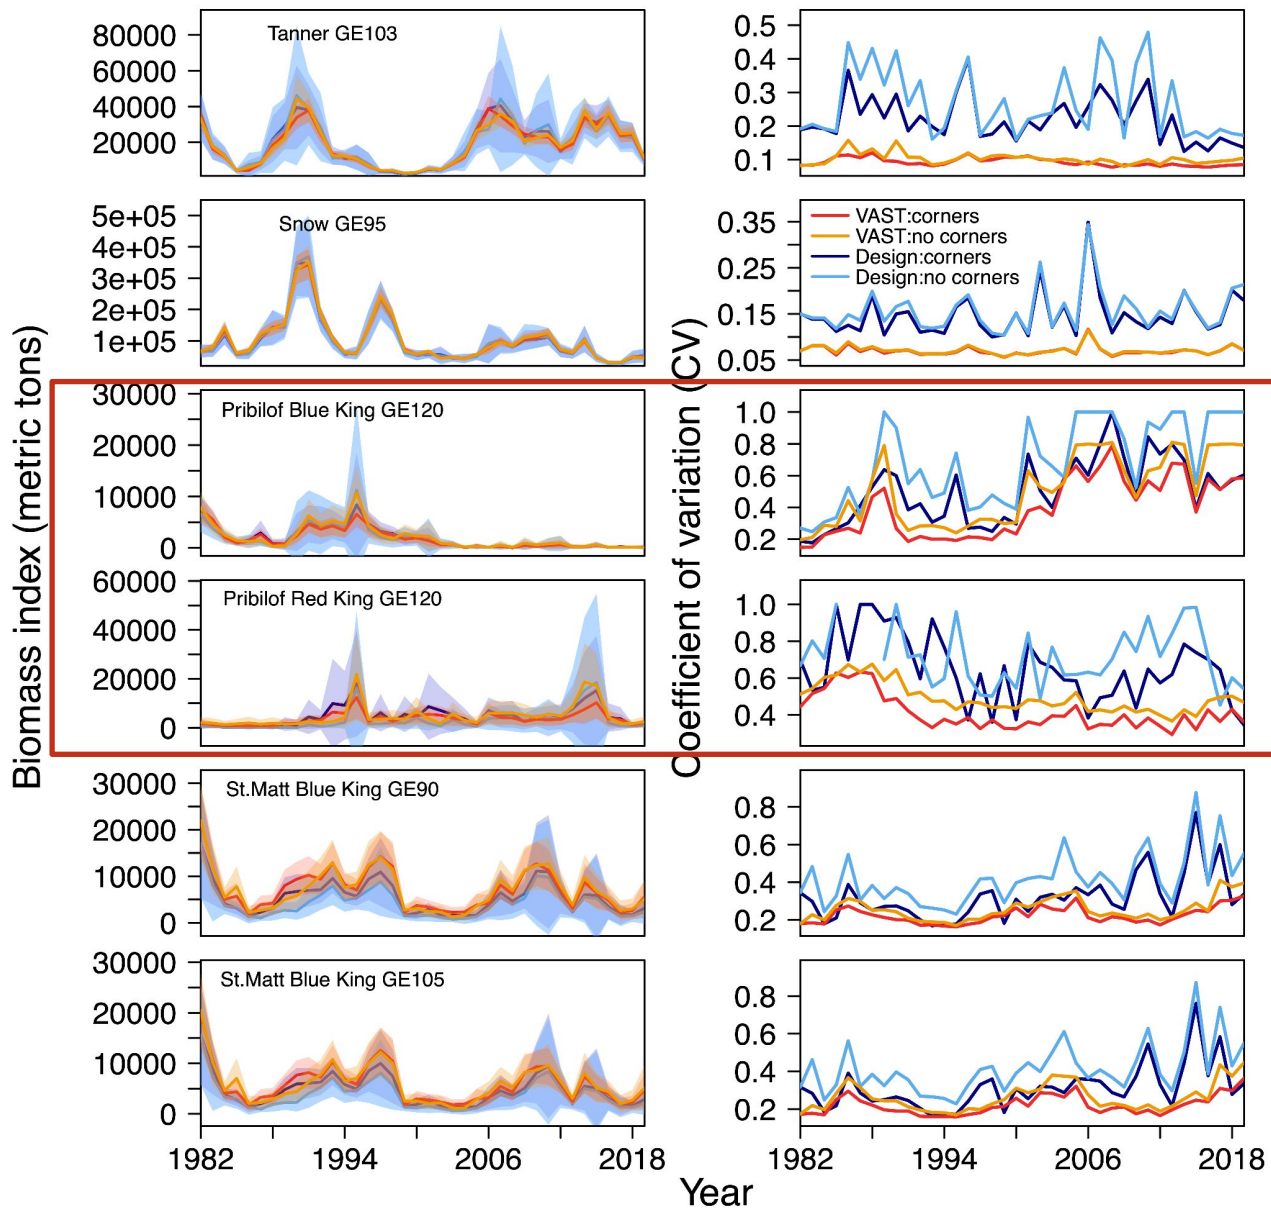 Biomass index (metric tons)
Coefficient of variation (CV)
80000
60000
40000
20000
Tanner GE103
0.5
0.4
0.3
0.2
0.1
5e+05
4e+05
3e+05
2e+05
1e+05
Snow GE95
0.35
0.25
0.15
0.05
VAST:corners
VAST:no corners
Design:corners
Design:no corners
30000
20000
10000
0
Pribilof Blue King GE120
1.0
0.8
0.6
0.4
0.2
60000
40000
20000
0
Pribilof Red King GE120
1.0
0.8
0.6
0.4
30000
20000
10000
0
St.Matt Blue King GE90
0.8
0.6
0.4
0.2
30000
20000
10000
0
St.Matt Blue King GE105
0.8
0.6
0.4
0.2
1982 1994 2006 2018
1982 1994 2006 2018
Year